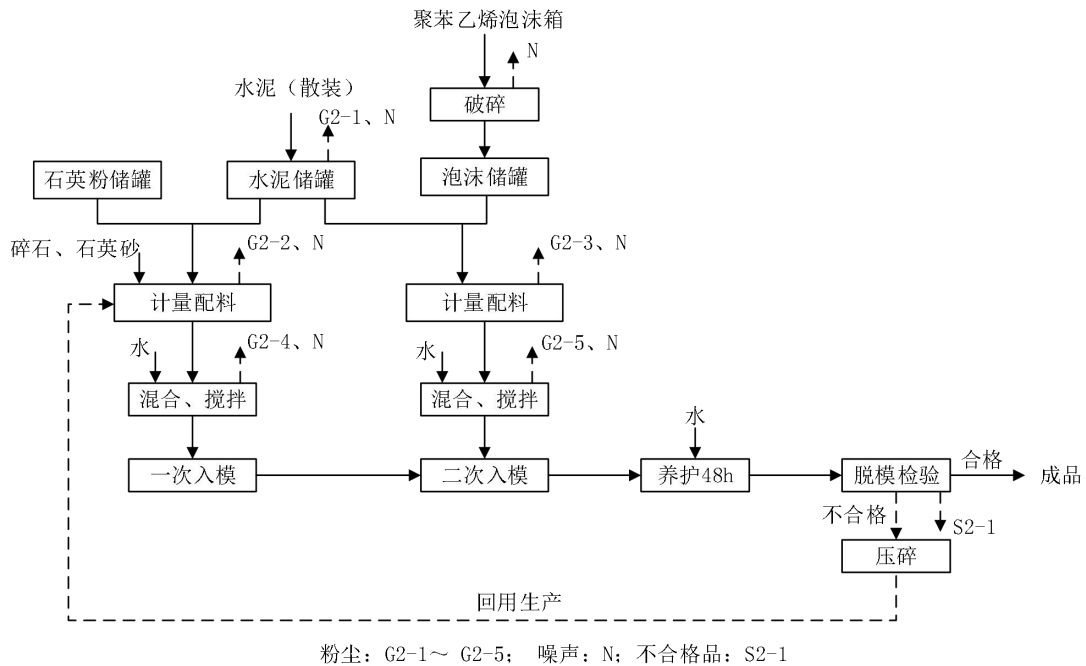 聚苯乙烯泡沫箱
N
水泥（散装）
G2-1、N
破碎
石英粉储罐
水泥储罐
泡沫储罐
碎石、石英砂
G2-2、N
G2-3、N
计量配料
计量配料
水
G2-4、N
水
G2-5、N
混合、搅拌
混合、搅拌
水
一次入模
二次入模
养护48h
脱模检验
合格
成品
不合格
S2-1
压碎
回用生产
粉尘：G2-1～ G2-5； 噪声：N；不合格品：S2-1